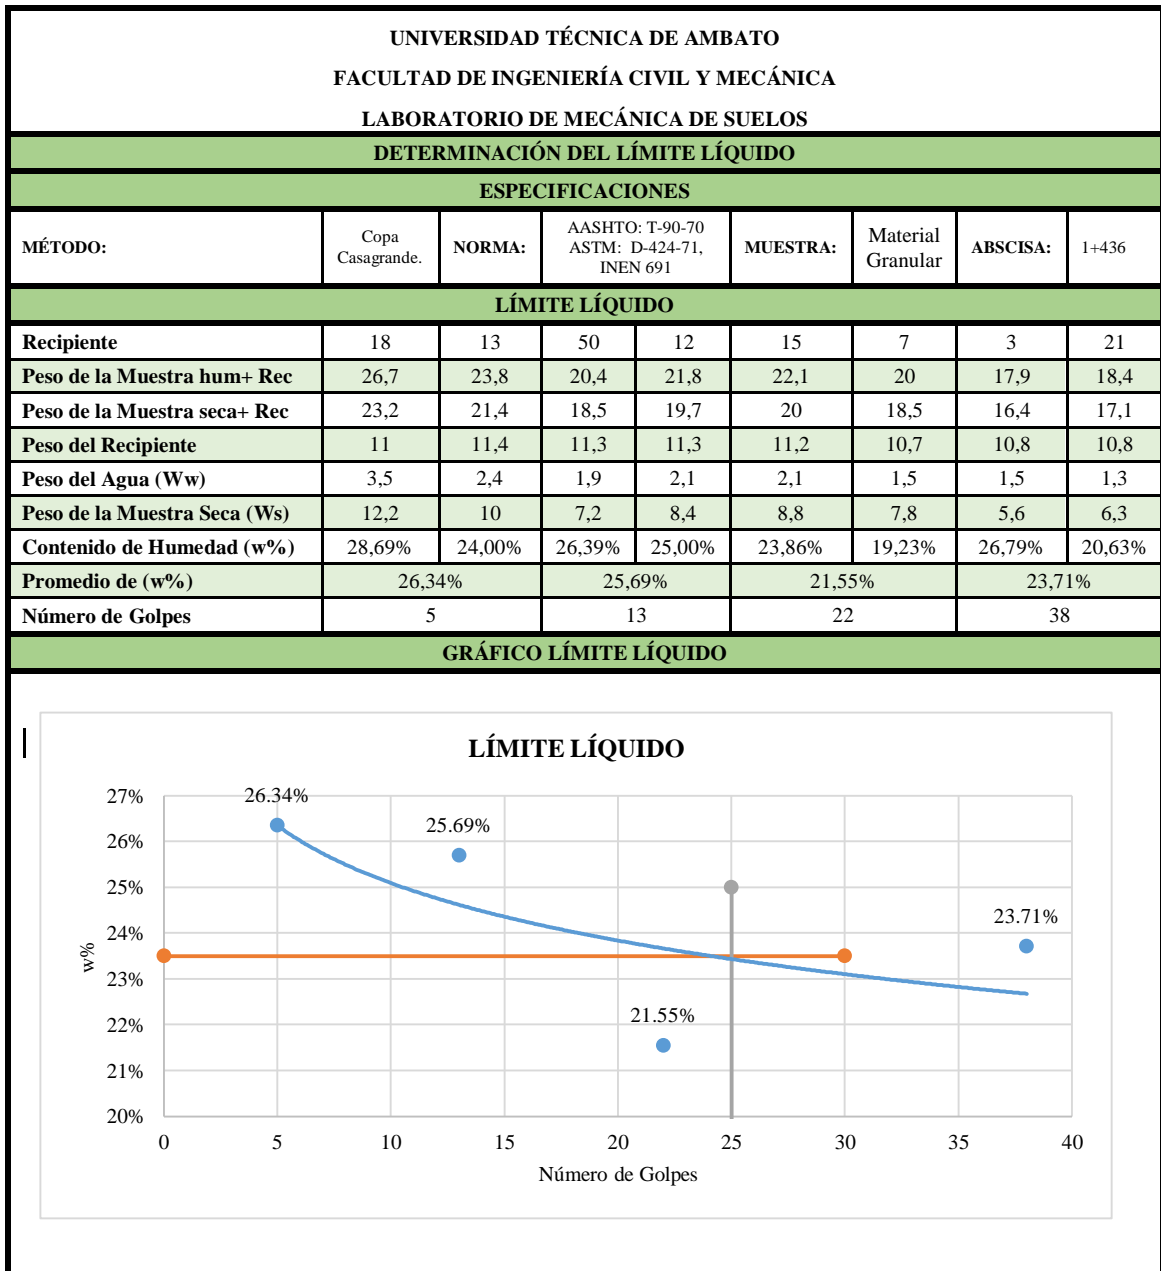 UNIVERSIDAD TÉCNICA DE AMBATO
FACULTAD DE INGENIERÍA CIVIL Y MECÁNICA
LABORATORIO DE MECÁNICA DE SUELOS
DETERMINACIÓN DEL LÍMITE LÍQUIDO
ESPECIFICACIONES
MÉTODO:
Copa
Casagrande.
NORMA:
AASHTO: T-90-70
ASTM: D-424-71,
INEN 691
MUESTRA:
Material
Granular
ABSCISA:
1+436
LÍMITE LÍQUIDO
Recipiente 18 13 50 12 15 7 3 21
Peso de la Muestra hum+ Rec 26,7 23,8 20,4 21,8 22,1 20 17,9 18,4
Peso de la Muestra seca+ Rec 23,2 21,4 18,5 19,7 20 18,5 16,4 17,1
Peso del Recipiente 11 11,4 11,3 11,3 11,2 10,7 10,8 10,8
Peso del Agua (Ww) 3,5 2,4 1,9 2,1 2,1 1,5 1,5 1,3
Peso de la Muestra Seca (Ws) 12,2 10 7,2 8,4 8,8 7,8 5,6 6,3
Contenido de Humedad (w%) 28,69% 24,00% 26,39% 25,00% 23,86% 19,23% 26,79% 20,63%
Promedio de (w%) 26,34% 25,69% 21,55% 23,71%
Número de Golpes 5 13 22 38
GRÁFICO LÍMITE LÍQUIDO
LÍMITE LÍQUIDO
27%
26%
25%
24%
23%
22%
21%
20%
w%
26.34%
25.69%
23.71%
21.55%
0 5 10 15 20 25 30 35 40
Número de Golpes